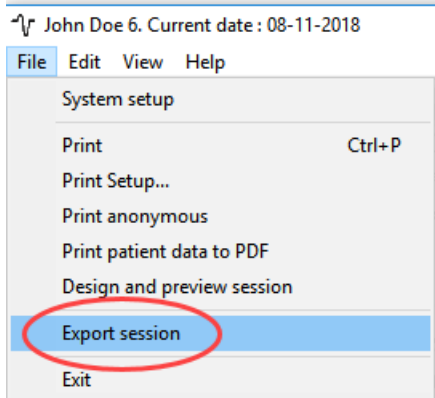 John Doe 6. Current date : 08-11-2018
File Edit View Help
System setup
Print Ctrl+P
Print Setup...
Print anonymous
Print patient data to PDF
Design and preview session
Export session
Exit